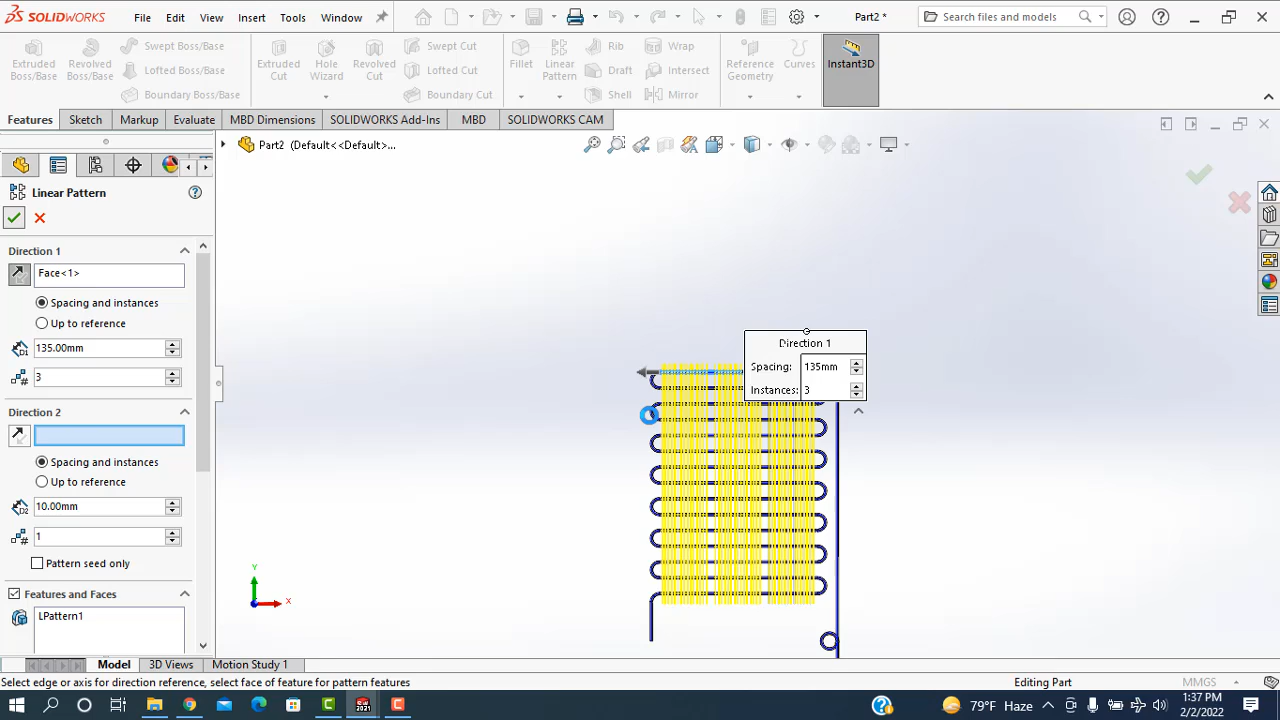 SOLIDWORKS File Edit View Insert Tools Window Part2 * Search files and models
Extruded Boss/Base
Revolved Boss/Base
Swept Boss/Base
Lofted Boss/Base
Boundary Boss/Base
Extruded Cut
Hole Wizard
Revolved Cut
Swept Cut
Lofted Cut
Boundary Cut
Fillet
Linear Pattern
Rib
Draft
Shell
Wrap
Intersect
Mirror
Reference Geometry
Curves
Instant3D
Features Sketch Markup Evaluate MBD Dimensions SOLIDWORKS Add-Ins MBD SOLIDWORKS CAM
Part2 (Default<<Default>...
Linear Pattern
Direction 1
Face<1>
Spacing and instances
Up to reference
D1 135.00mm
3
Direction 2
Spacing and instances
Up to reference
D2 10.00mm
1
Pattern seed only
Features and Faces
LPattern1
Direction 1
Spacing: 135mm
Instances: 3
Y
X
Model 3D Views Motion Study 1
Select edge or axis for direction reference, select face of feature for pattern features Editing Part MMGS
79°F Haze 1:37 PM
2/2/2022